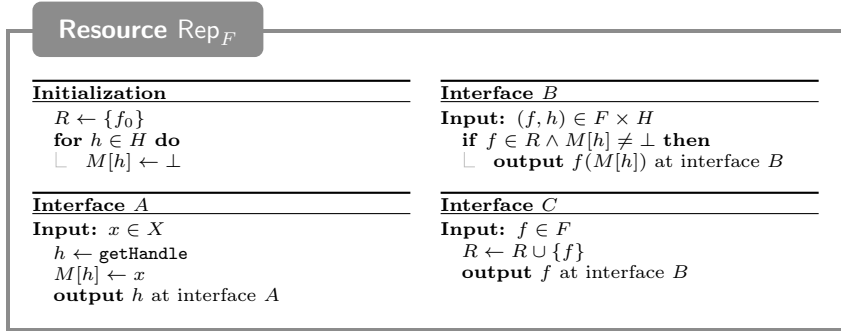 Resource Rep_F
Initialization
R ← {f_0}
for h ∈ H do
M[h] ← ⊥
Interface A
Input: x ∈ X
h ← getHandle
M[h] ← x
output h at interface A
Interface B
Input: (f, h) ∈ F × H
if f ∈ R ∧ M[h] ≠ ⊥ then
output f(M[h]) at interface B
Interface C
Input: f ∈ F
R ← R ∪ {f}
output f at interface B